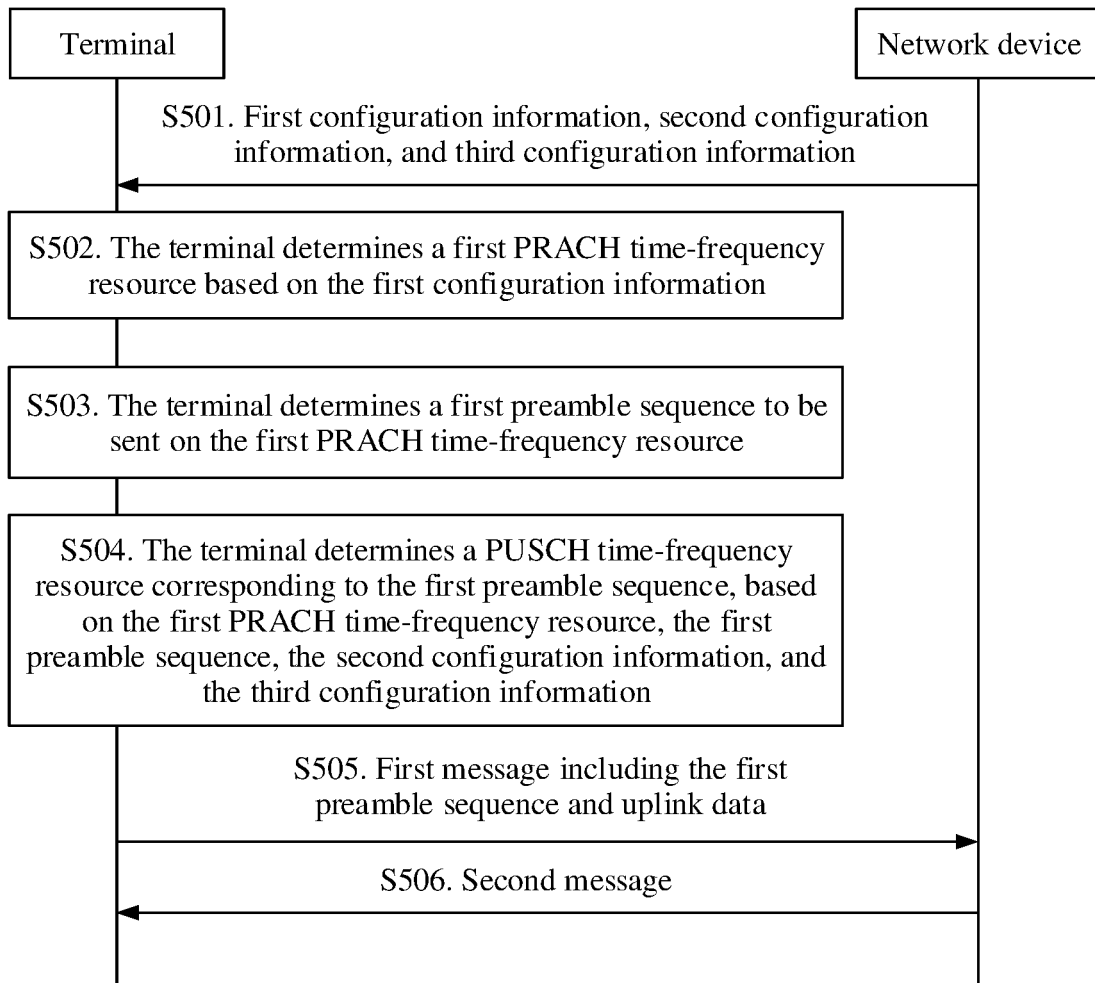 Terminal
Network device
S501. First configuration information, second configuration
information, and third configuration information
S502. The terminal determines a first PRACH time-frequency
resource based on the first configuration information
S503. The terminal determines a first preamble sequence to be
sent on the first PRACH time-frequency resource
S504. The terminal determines a PUSCH time-frequency
resource corresponding to the first preamble sequence, based
on the first PRACH time-frequency resource, the first
preamble sequence, the second configuration information, and
the third configuration information
S505. First message including the first
preamble sequence and uplink data
S506. Second message